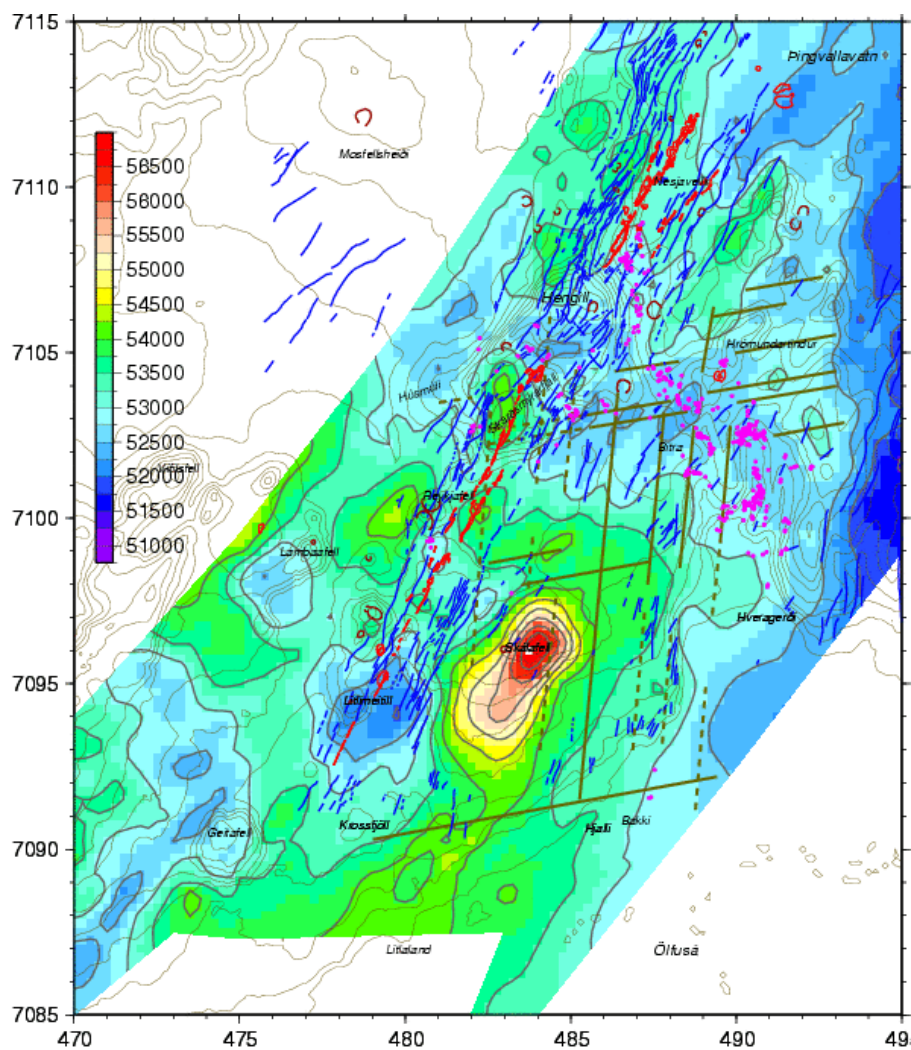 7115
Þingvallavatn
Mosfellsheiði
56500
Nesjavellir
7110
56000
55500
55000
54500
Hengill
54000
Hrómundartindur
7105
53500
53000
Húsmúli
52500
Bitra
52000
51500
7100
51000
Lambafell
Hveragerði
Skálafell
7095
Litlimeitill
Krossfjöll
Hjalli
Bakki
Geitafell
7090
Litlaland
Ölfusá
7085
470
475
480
485
490